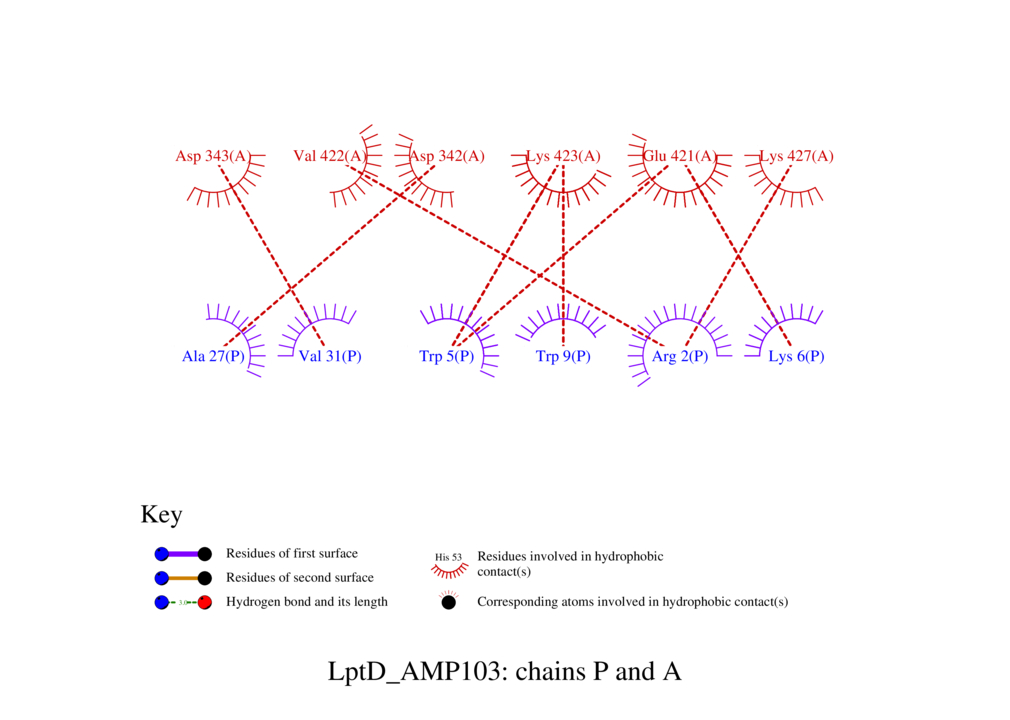 Asp 343(A) Val 422(A) Asp 342(A) Lys 423(A) Glu 421(A) Lys 427(A)
Ala 27(P) Val 31(P) Trp 5(P) Trp 9(P) Arg 2(P) Lys 6(P)
Key
Residues of first surface
Residues of second surface
3.0
Hydrogen bond and its length
His 53
Residues involved in hydrophobic
contact(s)
Corresponding atoms involved in hydrophobic contact(s)
LptD_AMP103: chains P and A